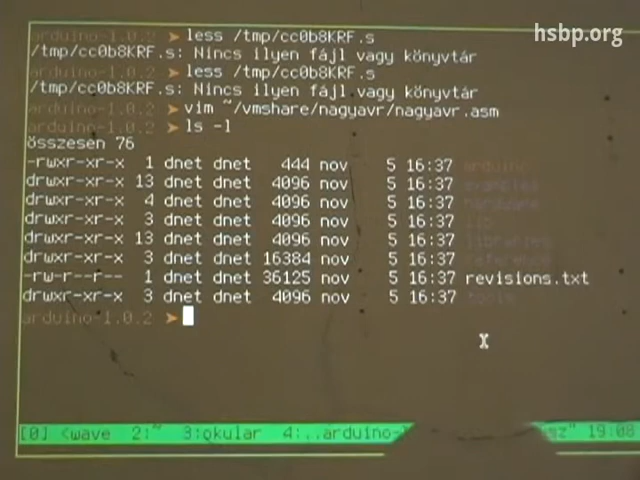 hsbp.org
arduino-1.0.2 ➤ less /tmp/cc0b8KRF.s
/tmp/cc0b8KRF.s: Nincs ilyen fájl vagy könyvtár
arduino-1.0.2 ➤ less /tmp/cc0b8KRF.s
/tmp/cc0b8KRF.s: Nincs ilyen fájl vagy könyvtár
arduino-1.0.2 ➤ vim ~/vmshare/nagyavr/nagyavr.asm
arduino-1.0.2 ➤ ls -l
összesen 76
-rwxr-xr-x 1 dnet dnet 444 nov 5 16:37 arduino
drwxr-xr-x 13 dnet dnet 4096 nov 5 16:37 examples
drwxr-xr-x 4 dnet dnet 4096 nov 5 16:37 hardware
drwxr-xr-x 3 dnet dnet 4096 nov 5 16:37 lib
drwxr-xr-x 13 dnet dnet 4096 nov 5 16:37 libraries
drwxr-xr-x 3 dnet dnet 16384 nov 5 16:37 reference
-rw-r--r-- 1 dnet dnet 36125 nov 5 16:37 revisions.txt
drwxr-xr-x 3 dnet dnet 4096 nov 5 16:37 tools
arduino-1.0.2 ➤
[0] <wave 2:~ 3:okular 4:..arduino- 19:08